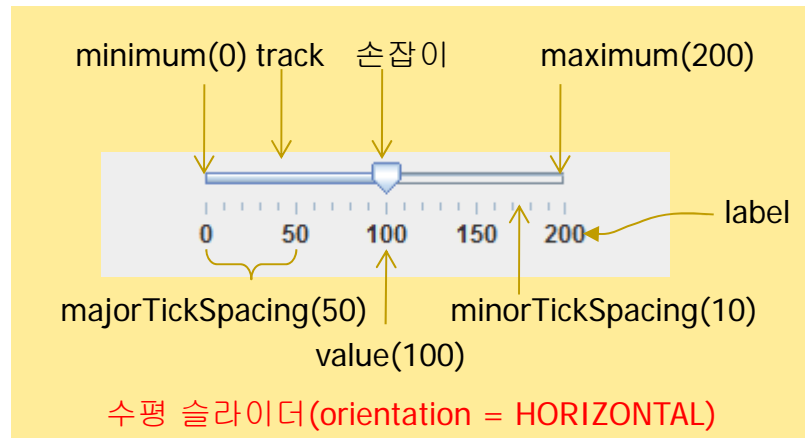 minimum(0) track 손잡이 maximum(200)
label
0 50 100 150 200
majorTickSpacing(50) minorTickSpacing(10)
value(100)
수평 슬라이더(orientation = HORIZONTAL)